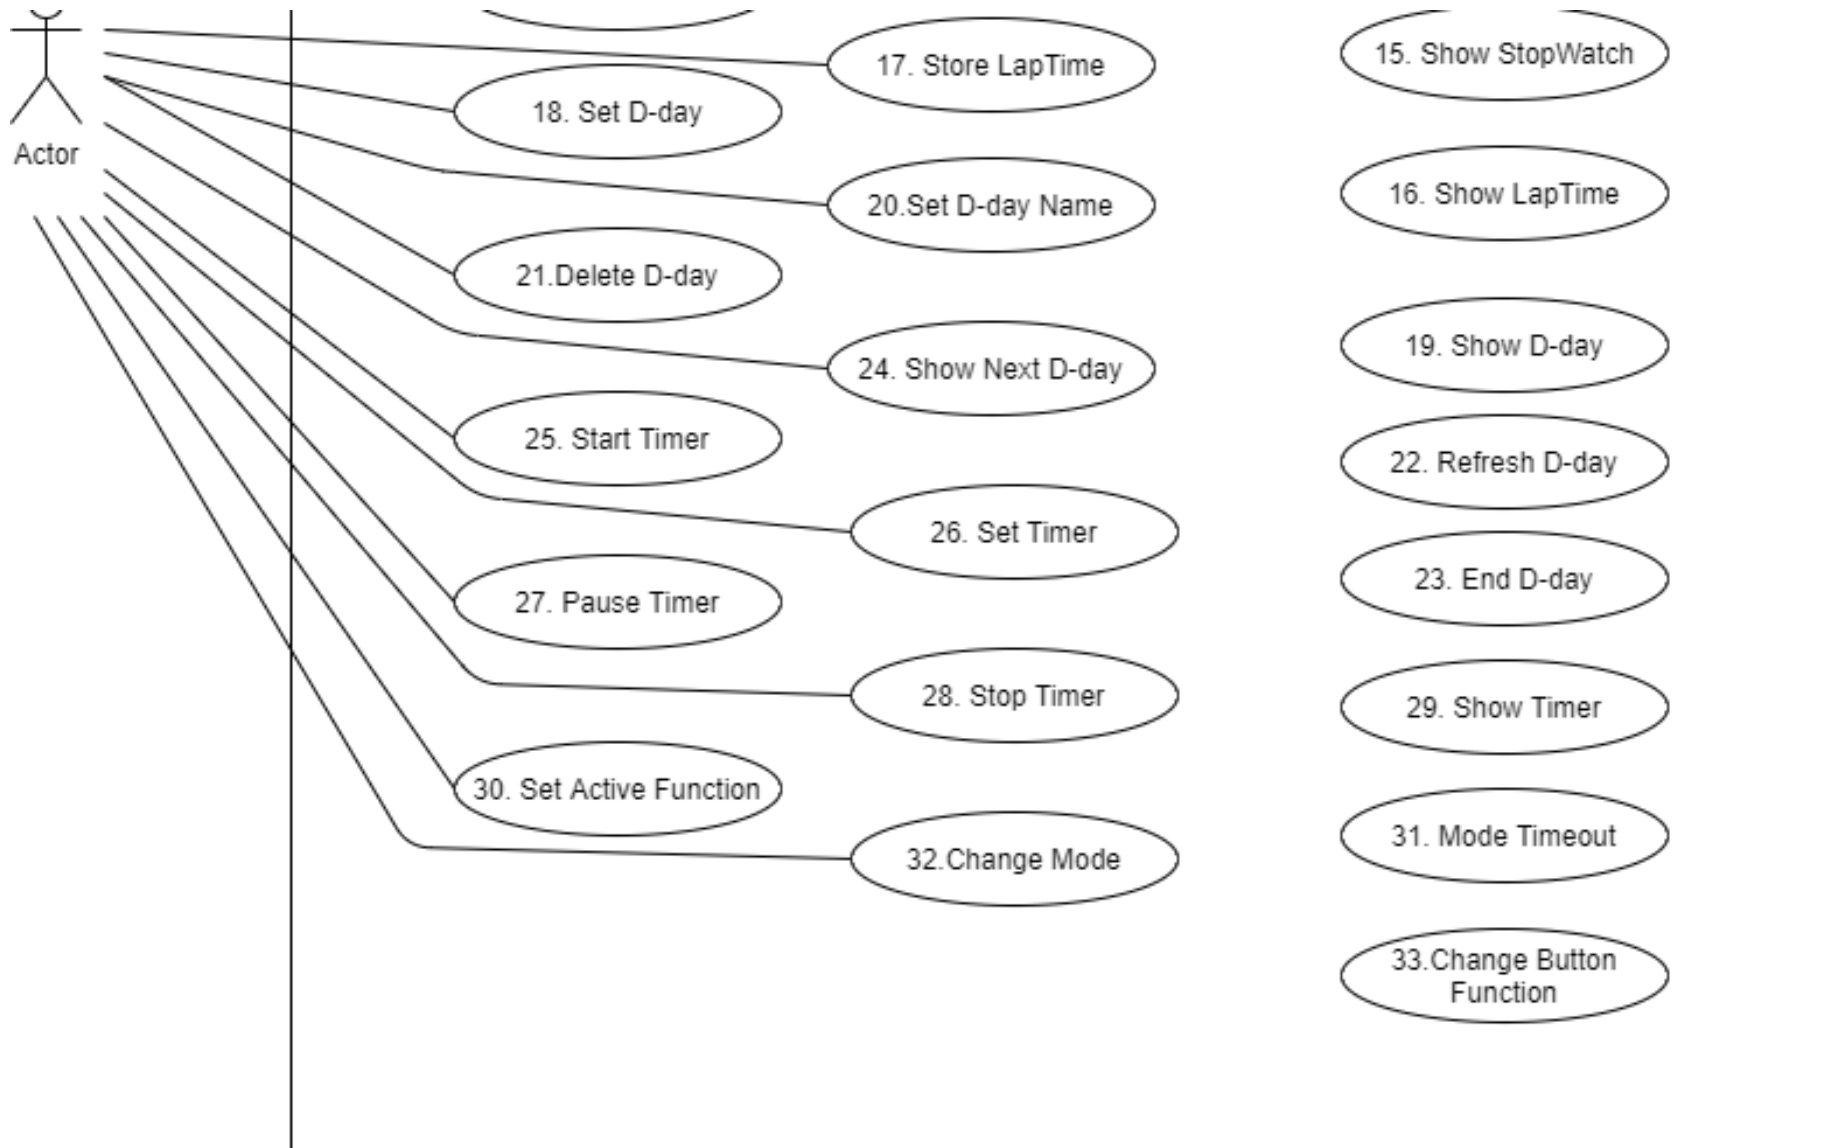 15. Show StopWatch
17. Store LapTime
18. Set D-day
Actor
16. Show LapTime
20.Set D-day Name
21.Delete D-day
19. Show D-day
24. Show Next D-day
25. Start Timer
22. Refresh D-day
26. Set Timer
23. End D-day
27. Pause Timer
28. Stop Timer
29. Show Timer
30. Set Active Function
31. Mode Timeout
32.Change Mode
33.Change Button
Function